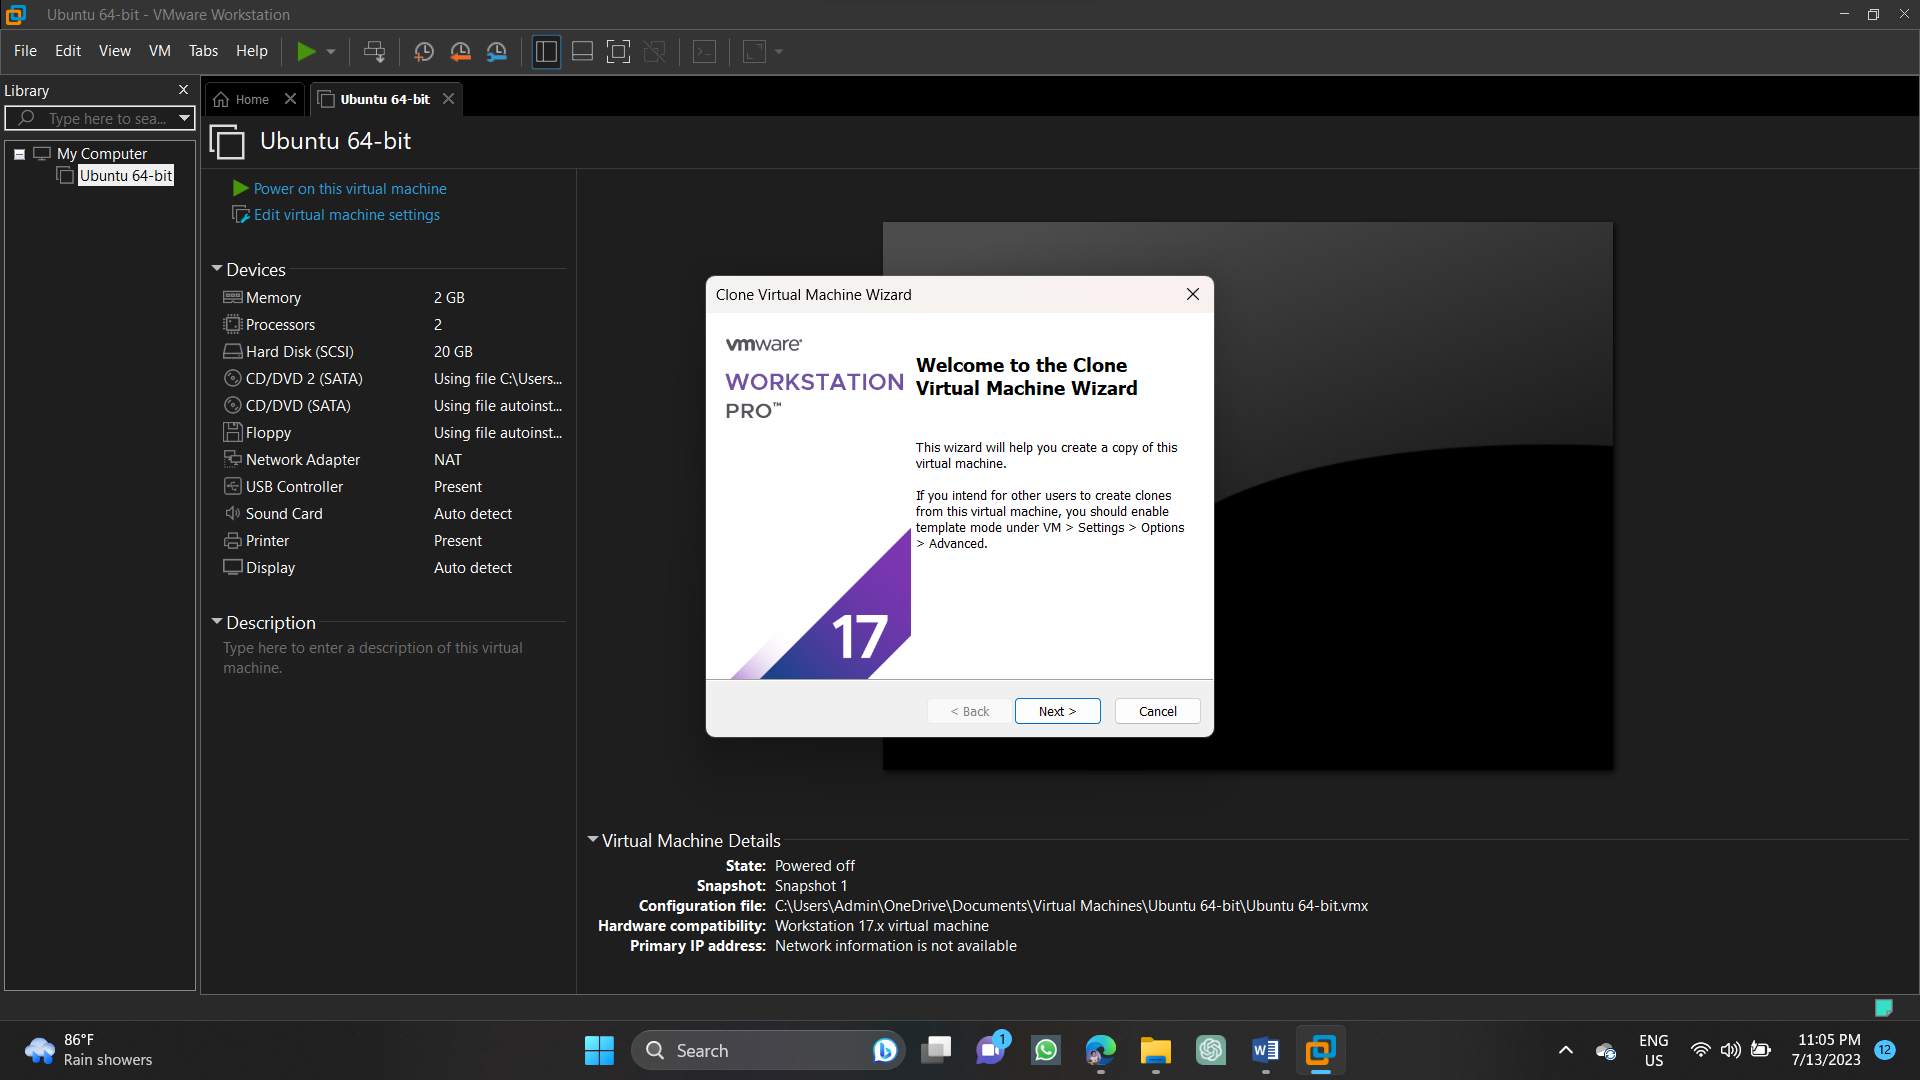 Ubuntu 64-bit - VMware Workstation
File Edit View VM Tabs Help
Library
Home
Ubuntu 64-bit
Type here to sea...
My Computer
Ubuntu 64-bit
Ubuntu 64-bit
Power on this virtual machine
Edit virtual machine settings
Devices
Memory 2 GB
Processors 2
Hard Disk (SCSI) 20 GB
CD/DVD 2 (SATA) Using file C:\Users...
CD/DVD (SATA) Using file autoinst...
Floppy Using file autoinst...
Network Adapter NAT
USB Controller Present
Sound Card Auto detect
Printer Present
Display Auto detect
Description
Type here to enter a description of this virtual
machine.
Clone Virtual Machine Wizard
vmware®
WORKSTATION
PRO™
17
Welcome to the Clone
Virtual Machine Wizard
This wizard will help you create a copy of this
virtual machine.
If you intend for other users to create clones
from this virtual machine, you should enable
template mode under VM > Settings > Options
> Advanced.
< Back Next > Cancel
Virtual Machine Details
State: Powered off
Snapshot: Snapshot 1
Configuration file: C:\Users\Admin\OneDrive\Documents\Virtual Machines\Ubuntu 64-bit\Ubuntu 64-bit.vmx
Hardware compatibility: Workstation 17.x virtual machine
Primary IP address: Network information is not available
86°F
Rain showers
Search
1
ENG
US
11:05 PM
7/13/2023
12